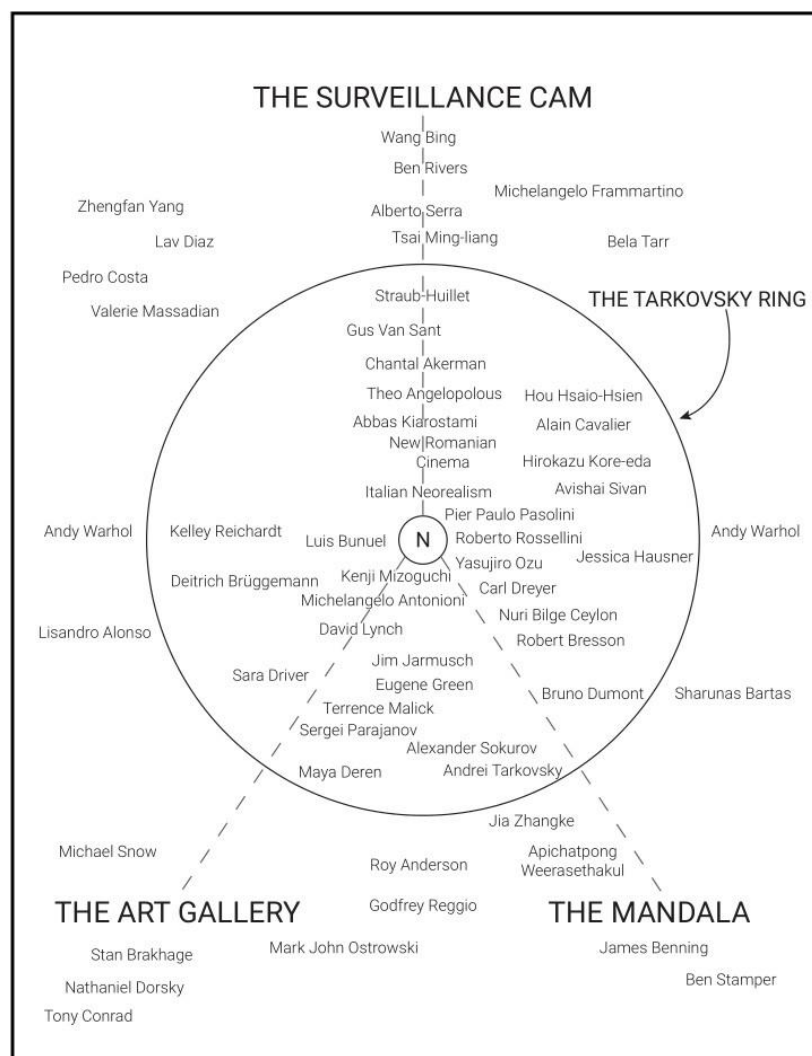 THE SURVEILLANCE CAM
Wang Bing
Ben Rivers
Michelangelo Frammartino
Zhengfan Yang
Alberto Serra
Lav Diaz
Tsai Ming-liang
Bela Tarr
Pedro Costa
Straub-Huillet
THE TARKOVSKY RING
Valerie Massadian
Gus Van Sant
Chantal Akerman
Theo Angelopolous
Hou Hsaio-Hsien
Abbas Kiarostami
Alain Cavalier
New Romanian
Cinema
Hirokazu Kore-eda
Italian Neorealism
Avishai Sivan
Pier Paulo Pasolini
Andy Warhol
Kelley Reichardt
Luis Bunuel
N
Roberto Rossellini
Andy Warhol
Yasujiro Ozu
Jessica Hausner
Deitrich Brüggemann
Kenji Mizoguchi
Carl Dreyer
Michelangelo Antonioni
Nuri Bilge Ceylon
Lisandro Alonso
David Lynch
Robert Bresson
Jim Jarmusch
Sara Driver
Eugene Green
Bruno Dumont
Sharunas Bartas
Terrence Malick
Sergei Parajanov
Alexander Sokurov
Maya Deren
Andrei Tarkovsky
Jia Zhangke
Michael Snow
Roy Anderson
Apichatpong
Weerasethakul
THE ART GALLERY
Godfrey Reggio
THE MANDALA
Stan Brakhage
Mark John Ostrowski
James Benning
Nathaniel Dorsky
Ben Stamper
Tony Conrad